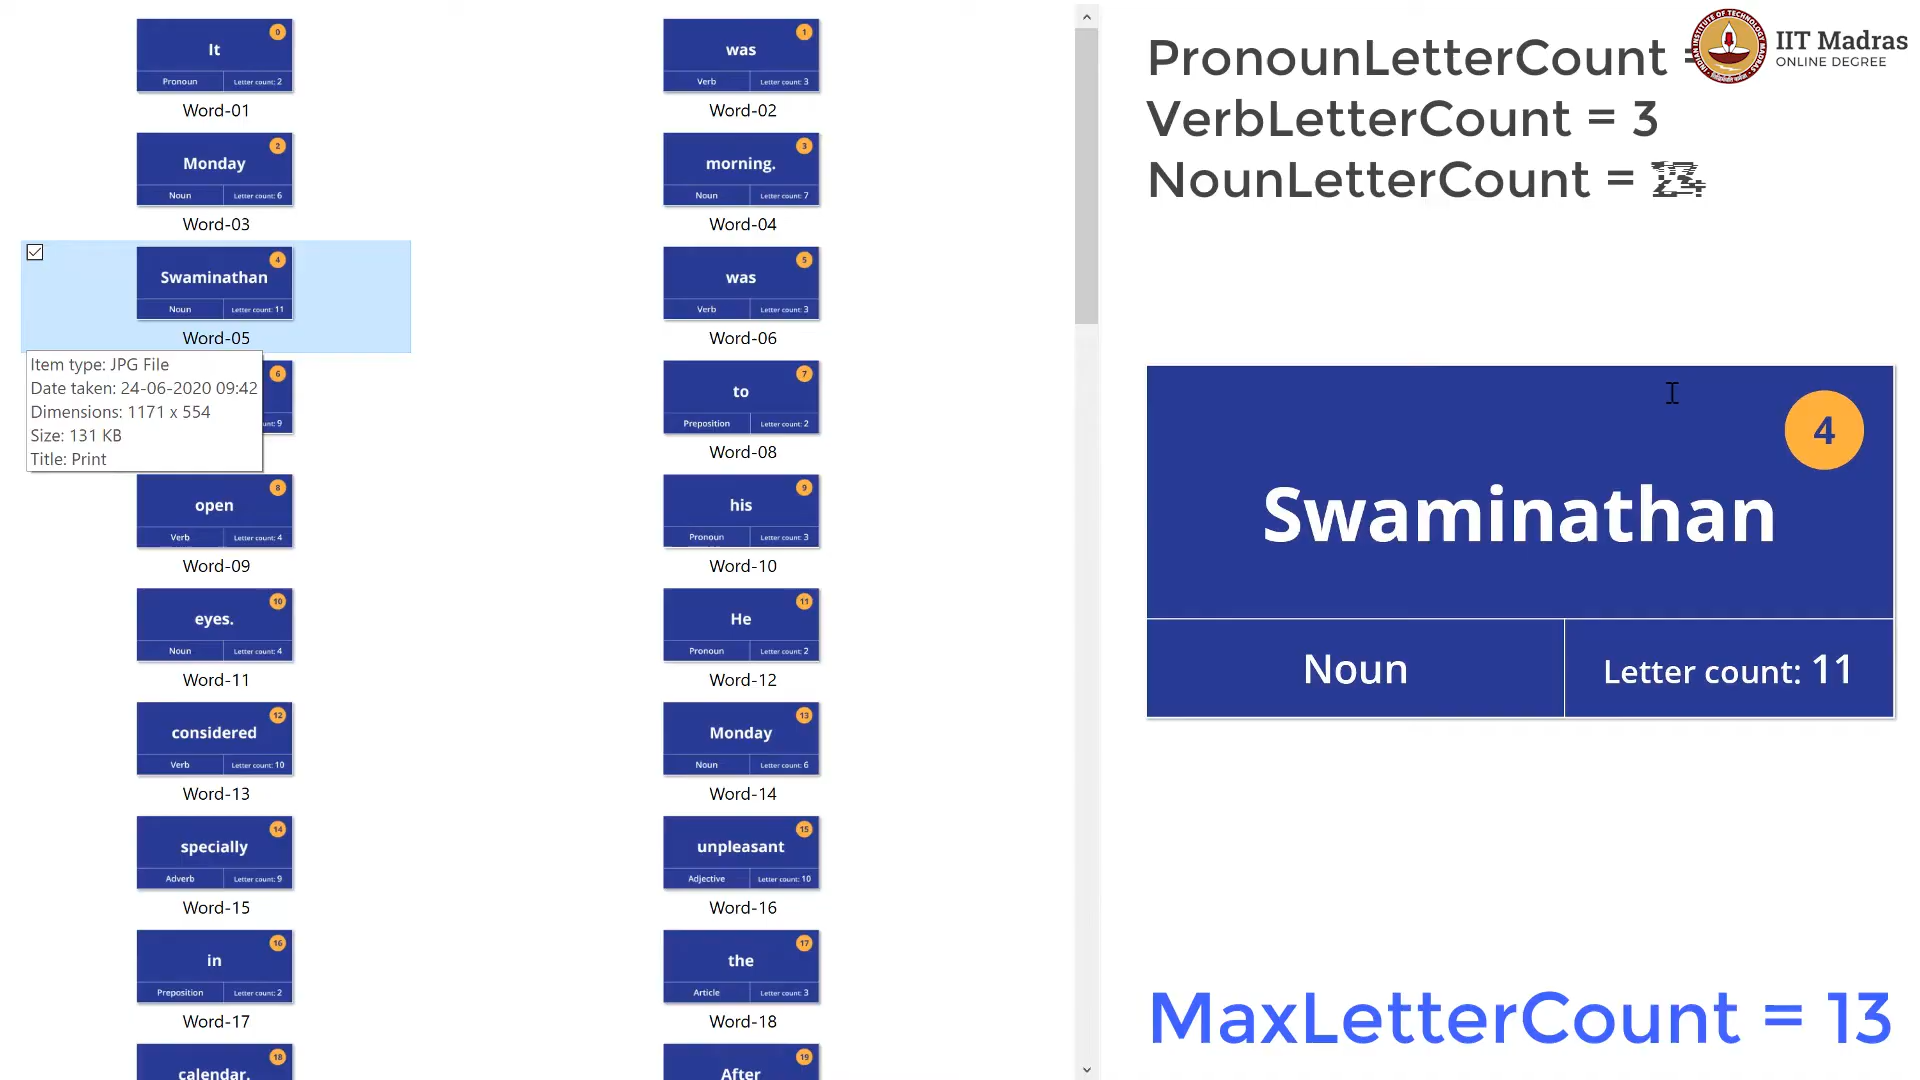 0
It
Pronoun Letter count: 2
Word-01
1
was
Verb Letter count: 3
Word-02
2
Monday
Noun Letter count: 6
Word-03
3
morning.
Noun Letter count: 7
Word-04
4
Swaminathan
Noun Letter count: 11
Word-05
5
was
Verb Letter count: 3
Word-06
Item type: JPG File
Date taken: 24-06-2020 09:42
Dimensions: 1171 x 554
Size: 131 KB
Title: Print
6
unt: 9
7
to
Preposition Letter count: 2
Word-08
8
open
Verb Letter count: 4
Word-09
9
his
Pronoun Letter count: 3
Word-10
10
eyes.
Noun Letter count: 4
Word-11
11
He
Pronoun Letter count: 2
Word-12
12
considered
Verb Letter count: 10
Word-13
13
Monday
Noun Letter count: 6
Word-14
14
specially
Adverb Letter count: 9
Word-15
15
unpleasant
Adjective Letter count: 10
Word-16
16
in
Preposition Letter count: 2
Word-17
17
the
Article Letter count: 3
Word-18
18
calendar.
19
After
PronounLetterCount =
VerbLetterCount = 3
NounLetterCount =
IIT Madras
ONLINE DEGREE
4
Swaminathan
Noun Letter count: 11
MaxLetterCount = 13